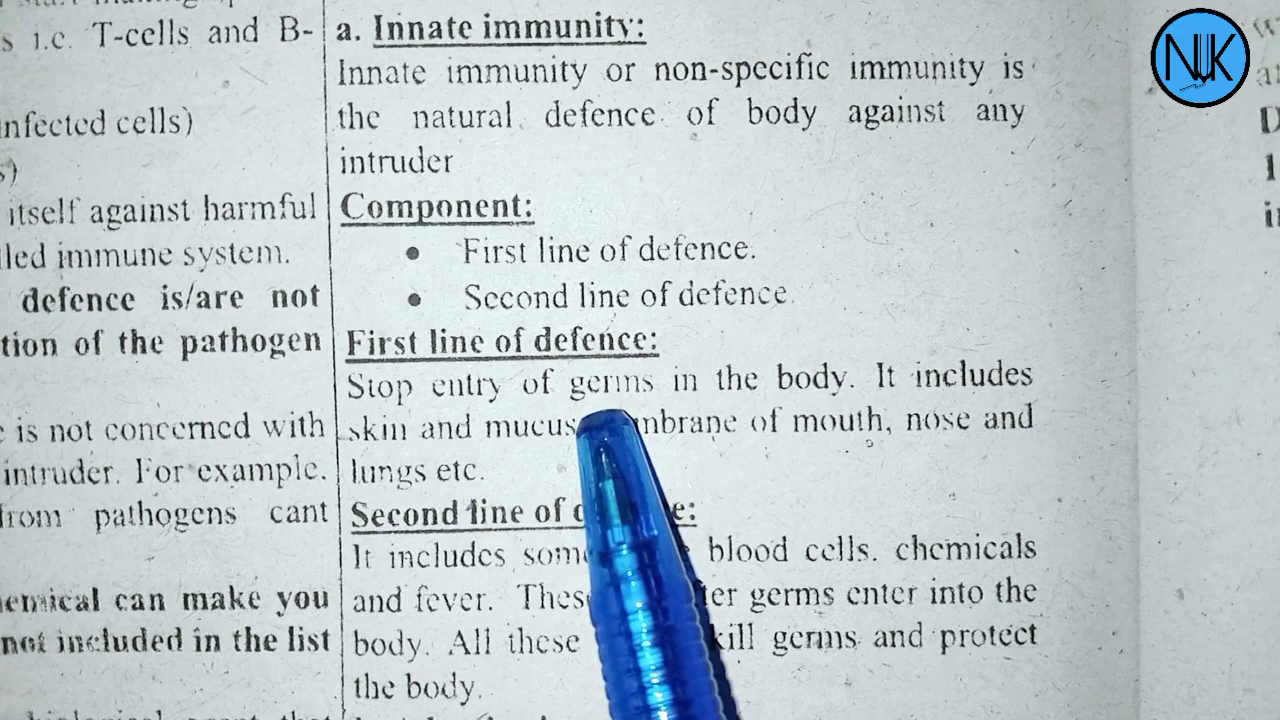 s i.e. T-cells and B-
infected cells)
s)
itself against harmful
lled immune system.
defence is/are not
tion of the pathogen
is not concerned with
intruder. For example.
from pathogens cant
emical can make you
not included in the list
a. Innate immunity:
Innate immunity or non-specific immunity is
the natural defence of body against any
intruder
Component:
• First line of defence.
• Second line of defence.
First line of defence:
Stop entry of germs in the body. It includes
skin and mucus mbrane of mouth, nose and
lungs etc.
Second line of
It includes blood cells. chemicals
and fever. germs enter into the
body. All these kill germs and protect
the body.
NUK